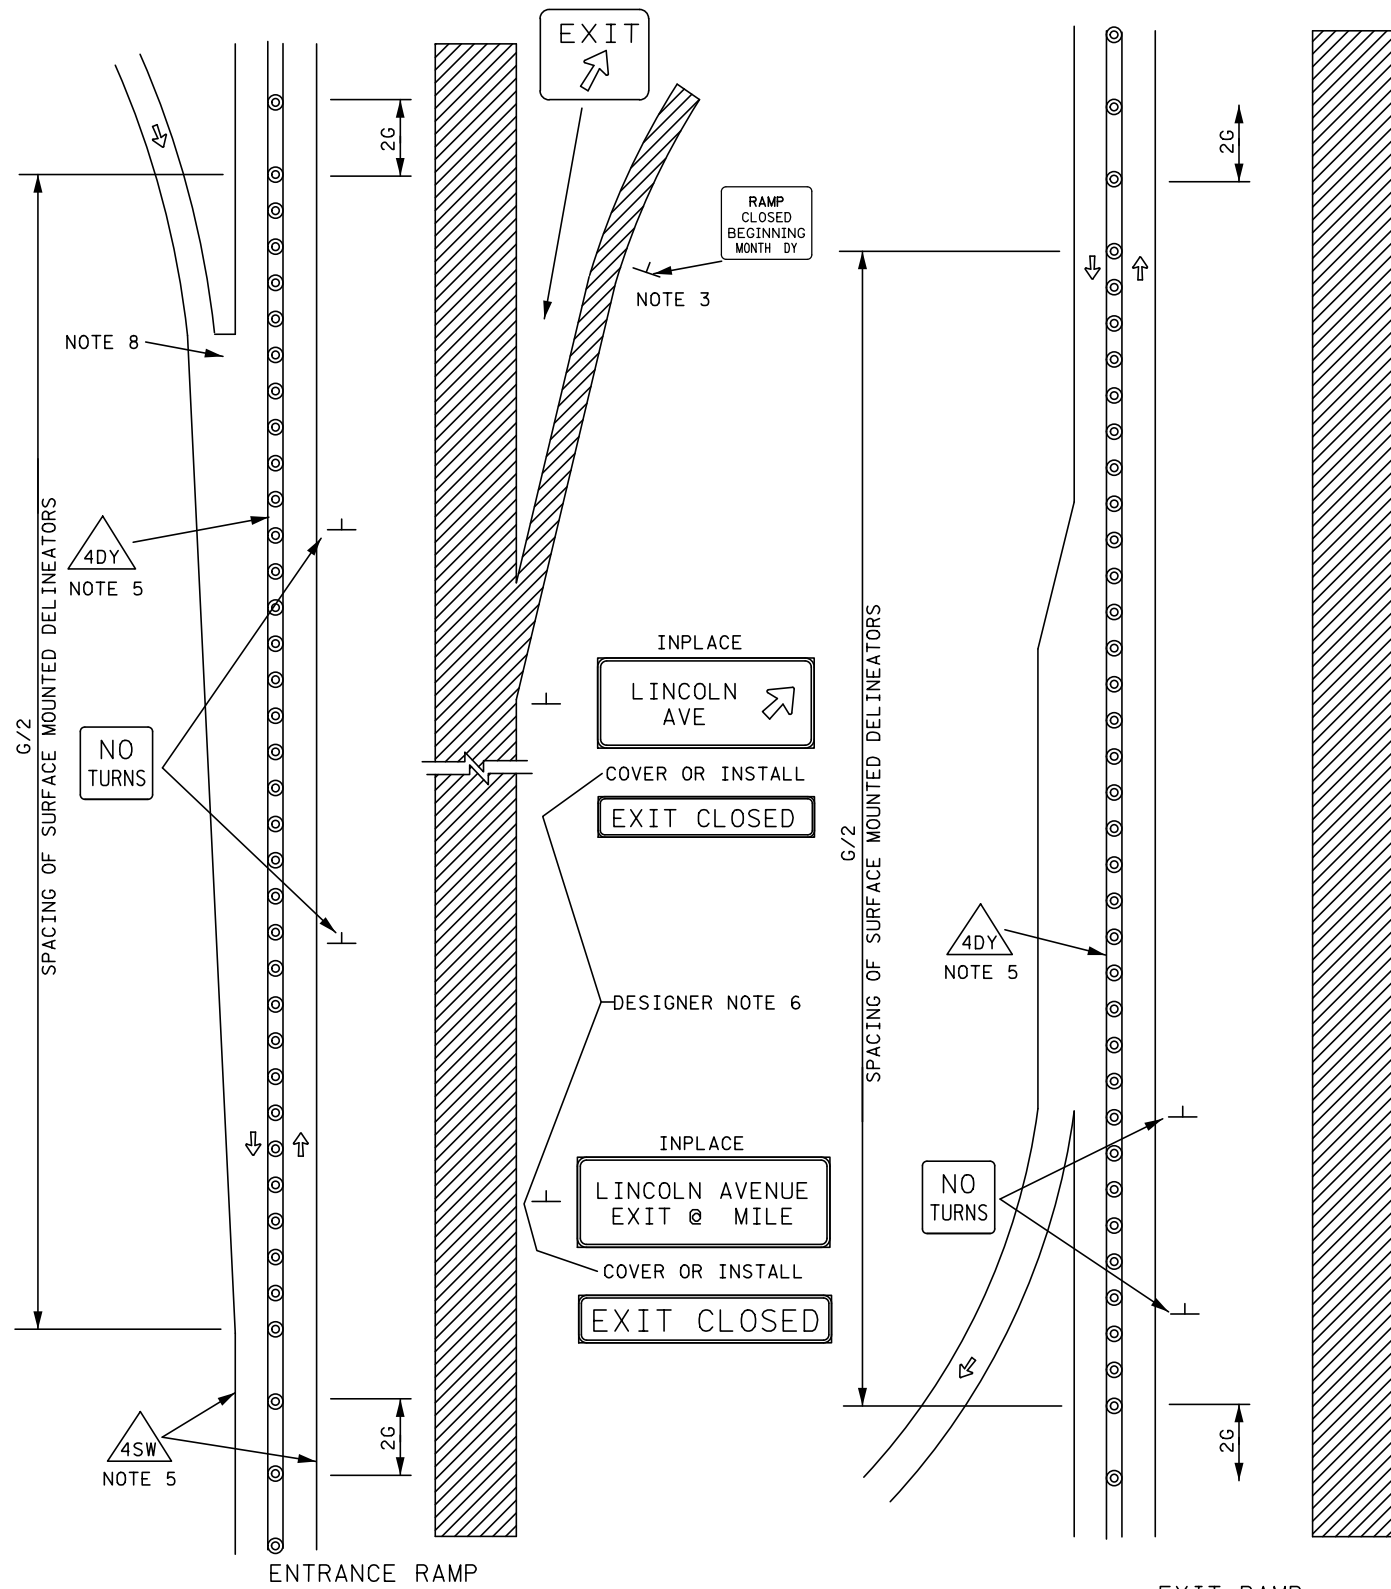 EXIT
2G
2G
RAMP
CLOSED
BEGINNING
MONTH DY
NOTE 3
NOTE 8
4DY
NOTE 5
G/2
SPACING OF SURFACE MOUNTED DELINEATORS
NO
TURNS
INPLACE
LINCOLN
AVE
COVER OR INSTALL
EXIT CLOSED
G/2
SPACING OF SURFACE MOUNTED DELINEATORS
4DY
NOTE 5
DESIGNER NOTE 6
INPLACE
LINCOLN AVENUE
EXIT @ MILE
COVER OR INSTALL
EXIT CLOSED
NO
TURNS
4SW
NOTE 5
2G
2G
ENTRANCE RAMP
EXIT RAMP